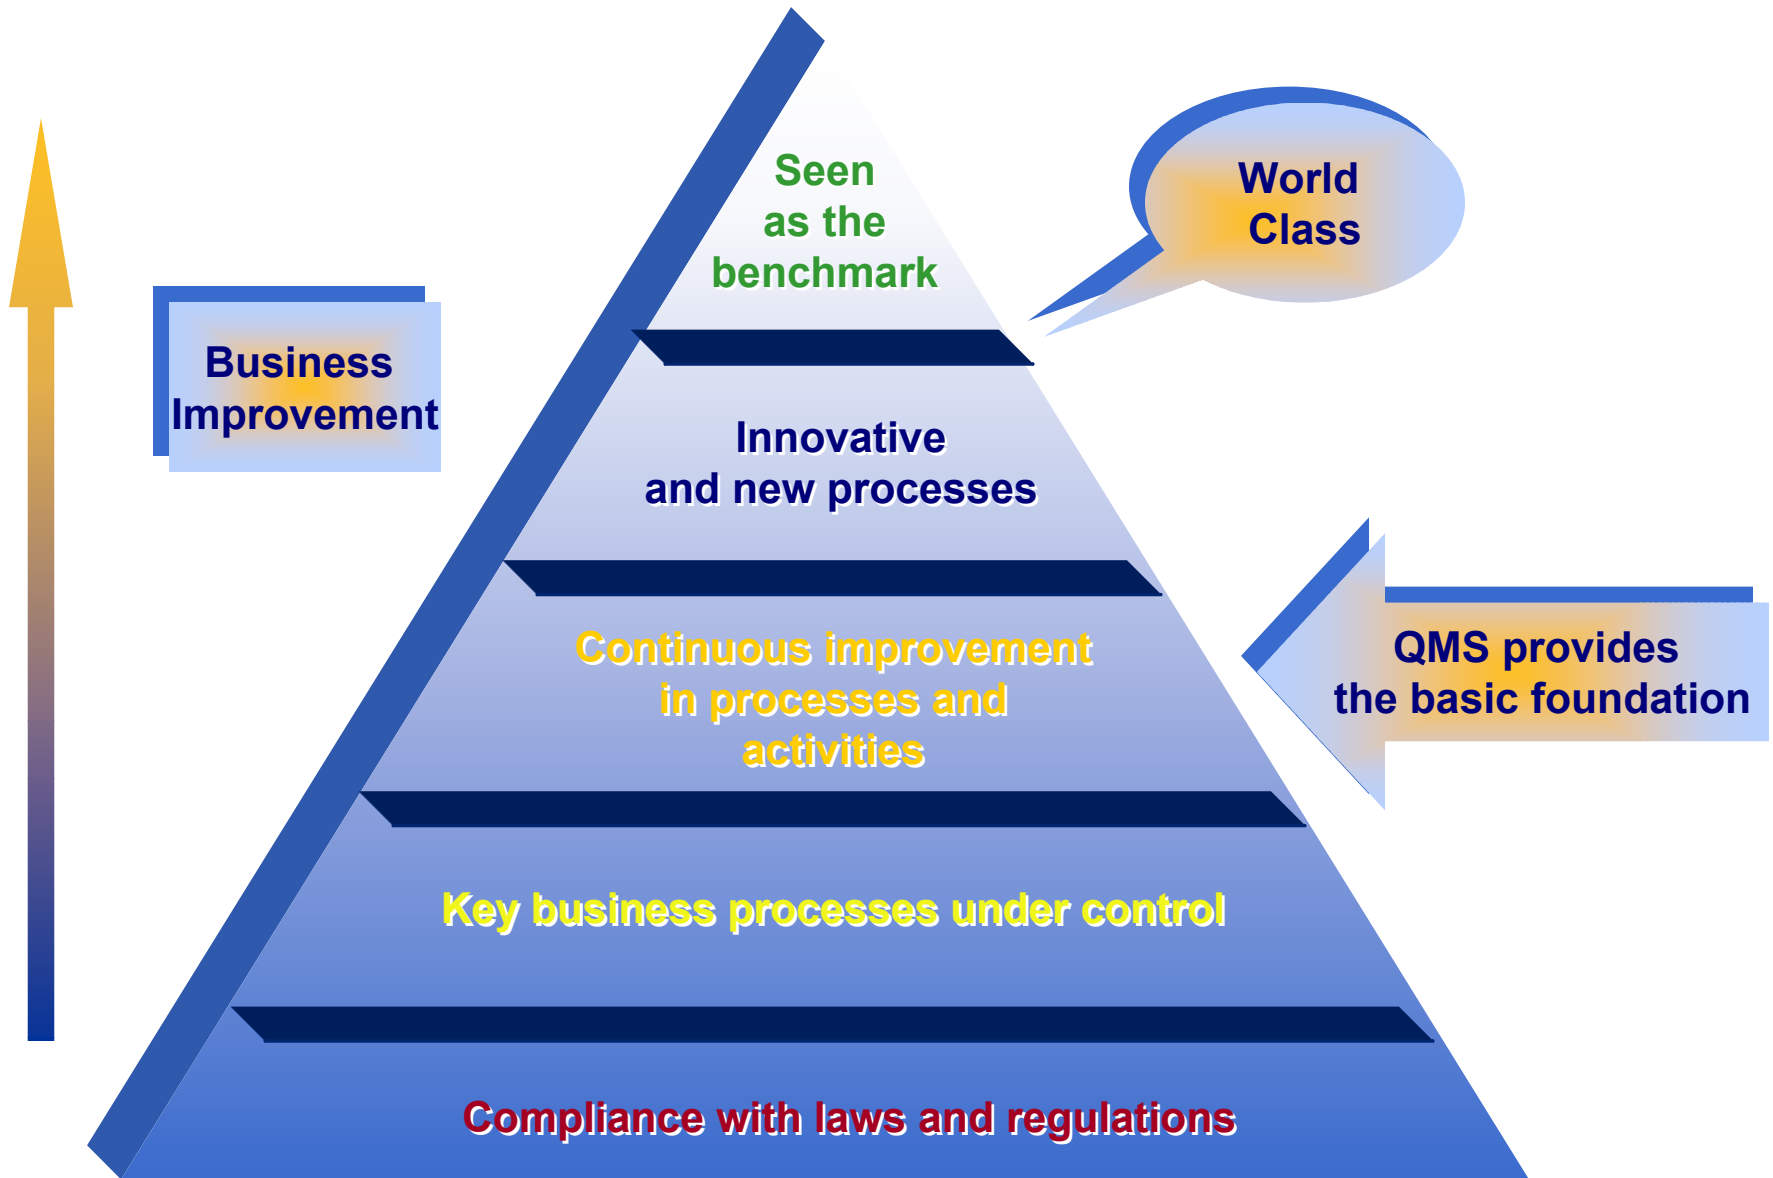 Seen
as the
benchmark
World
Class
Business
Improvement
Innovative
and new processes
Continuous improvement
in processes and
activities
QMS provides
the basic foundation
Key business processes under control
Compliance with laws and regulations